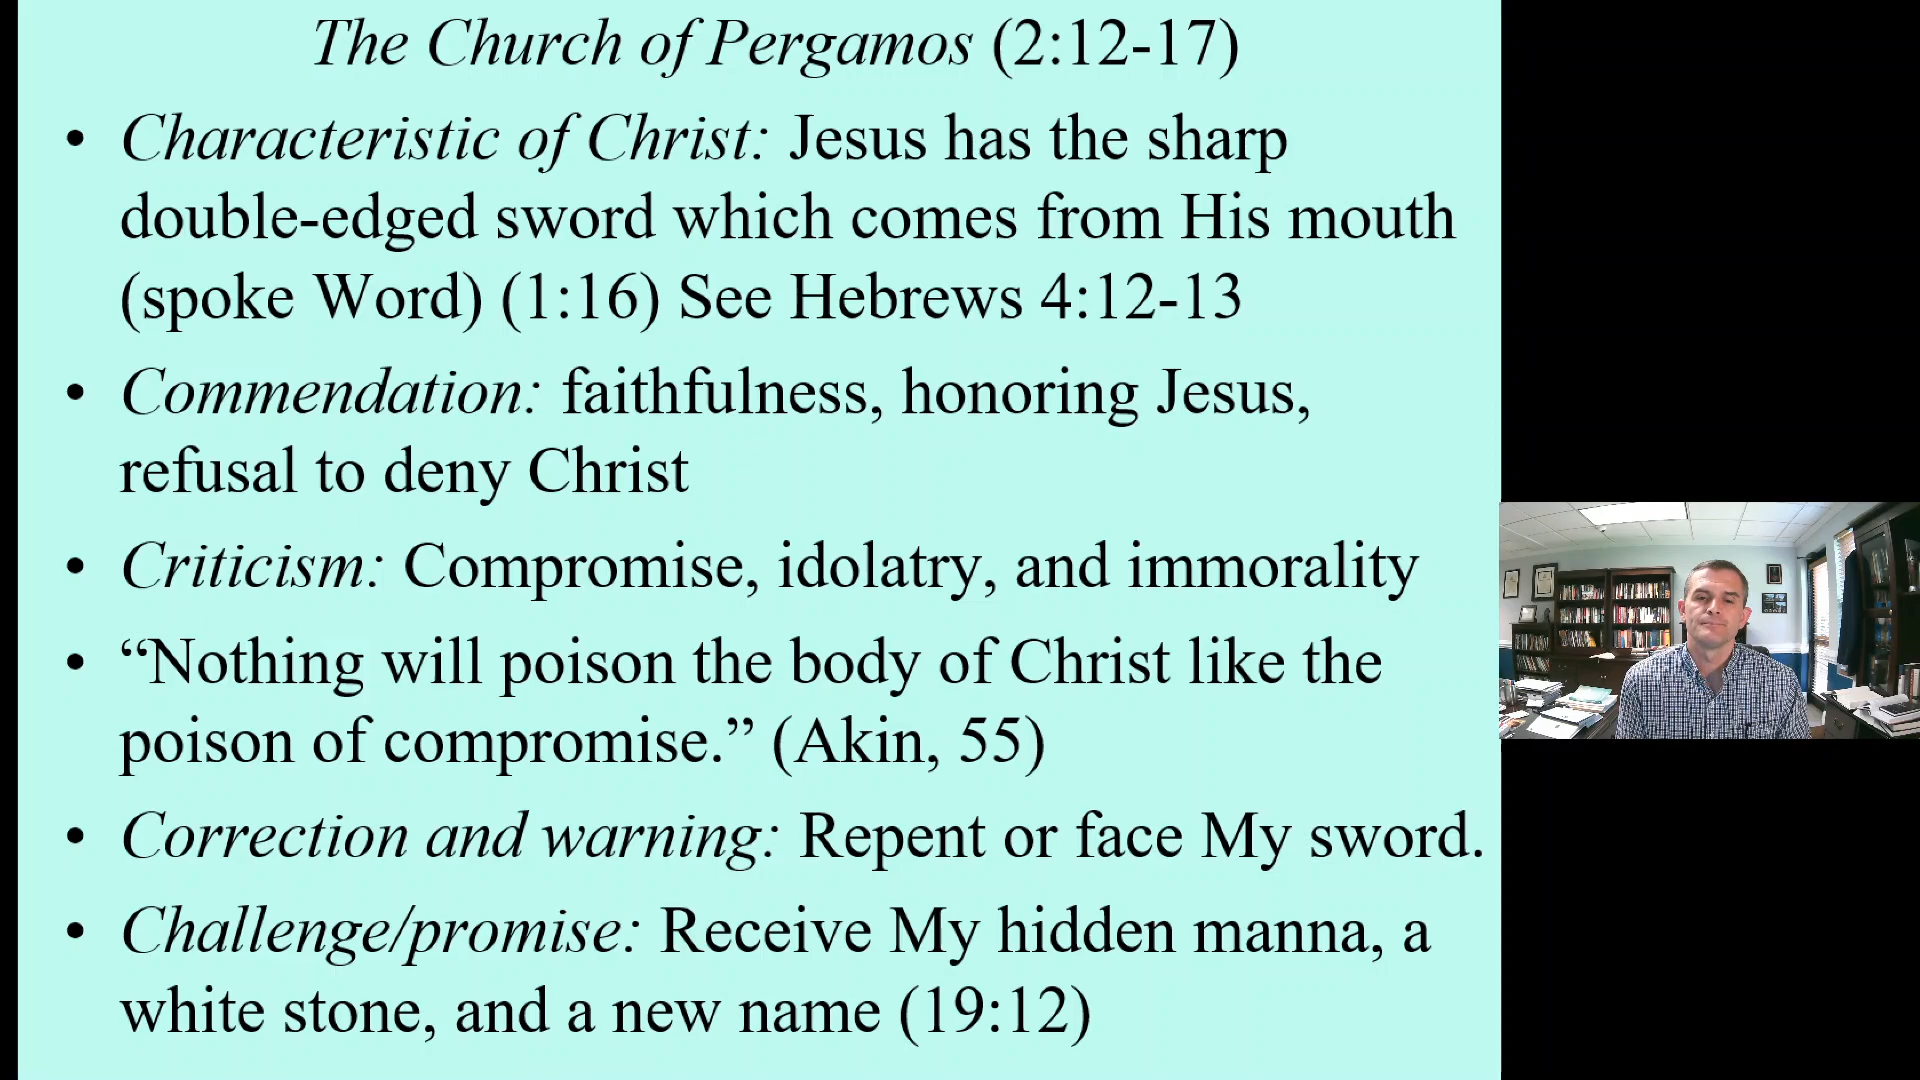 The Church of Pergamos (2:12-17)
• Characteristic of Christ: Jesus has the sharp
double-edged sword which comes from His mouth
(spoke Word) (1:16) See Hebrews 4:12-13
• Commendation: faithfulness, honoring Jesus,
refusal to deny Christ
• Criticism: Compromise, idolatry, and immorality
• “Nothing will poison the body of Christ like the
poison of compromise.” (Akin, 55)
• Correction and warning: Repent or face My sword.
• Challenge/promise: Receive My hidden manna, a
white stone, and a new name (19:12)